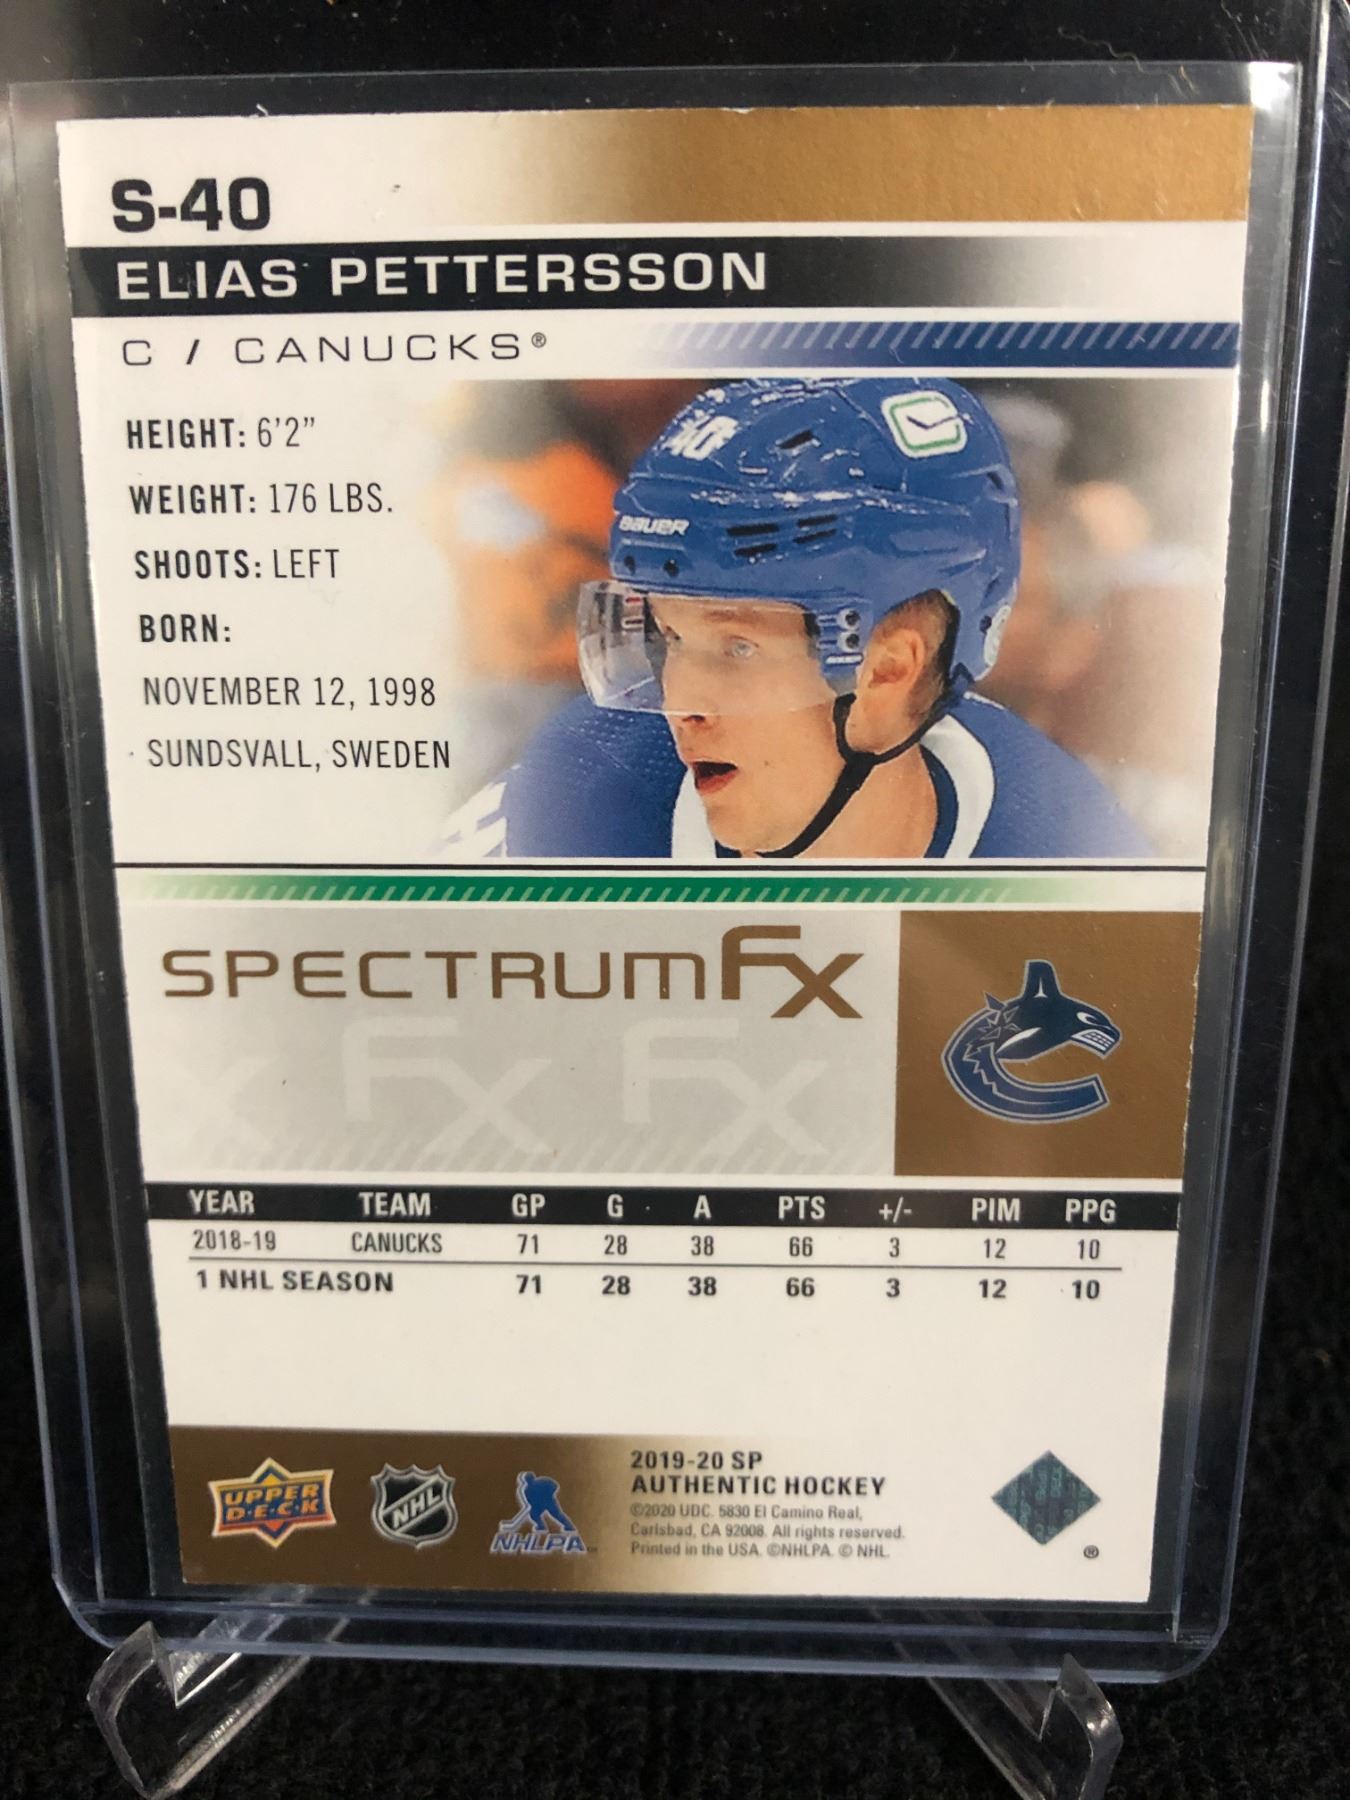 S-40
ELIAS PETTERSSON
C / CANUCKS®
HEIGHT: 6'2"
WEIGHT: 176 LBS.
SHOOTS: LEFT
BORN:
NOVEMBER 12, 1998
SUNDSVALL, SWEDEN
40
BAUER
SPECTRUM FX
FX FX
YEAR TEAM GP G A PTS +/- PIM PPG
2018-19 CANUCKS 71 28 38 66 3 12 10
1 NHL SEASON 71 28 38 66 3 12 10
UPPER DECK
NHL
NHLPA
2019-20 SP
AUTHENTIC HOCKEY
©2020 UDC. 5830 El Camino Real,
Carlsbad, CA 92008. All rights reserved.
Printed in the USA. ©NHLPA. © NHL.
®